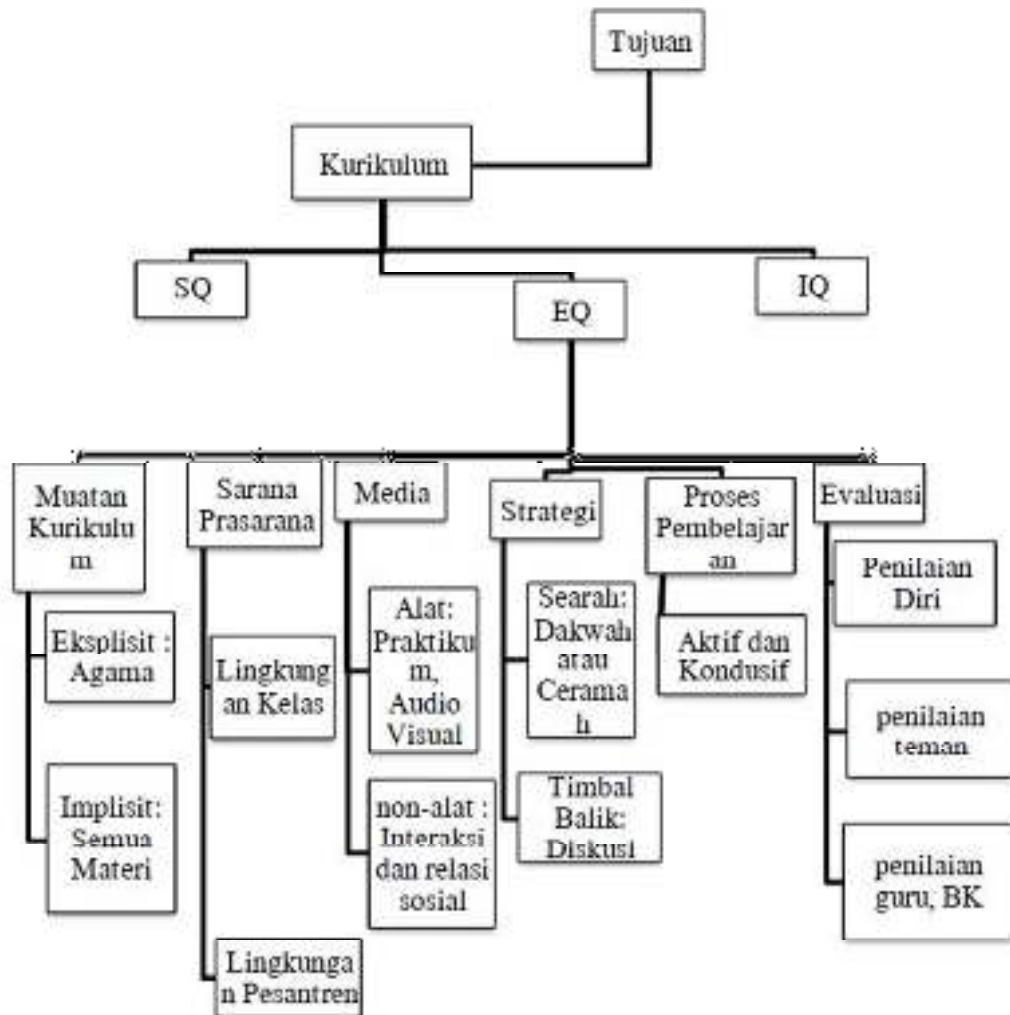 Tujuan
Kurikulum
SQ
EQ
IQ
Muatan
Kurikulu
m
Eksplisit :
Agama
Implisit:
Semua
Materi
Sarana
Prasarana
Lingkung
an Kelas
Lingkunga
n Pesantren
Media
Alat:
Praktiku
m,
Audio
Visual
non-alat :
Interaksi
dan relasi
sosial
Strategi
Searah:
Dakwah
atau
Ceramah
h
Timbal
Balik:
Diskusi
Proses
Pembelajar
an
Aktif dan
Kondusif
Evaluasi
Penilaian
Diri
penilaian
teman
penilaian
guru, BK